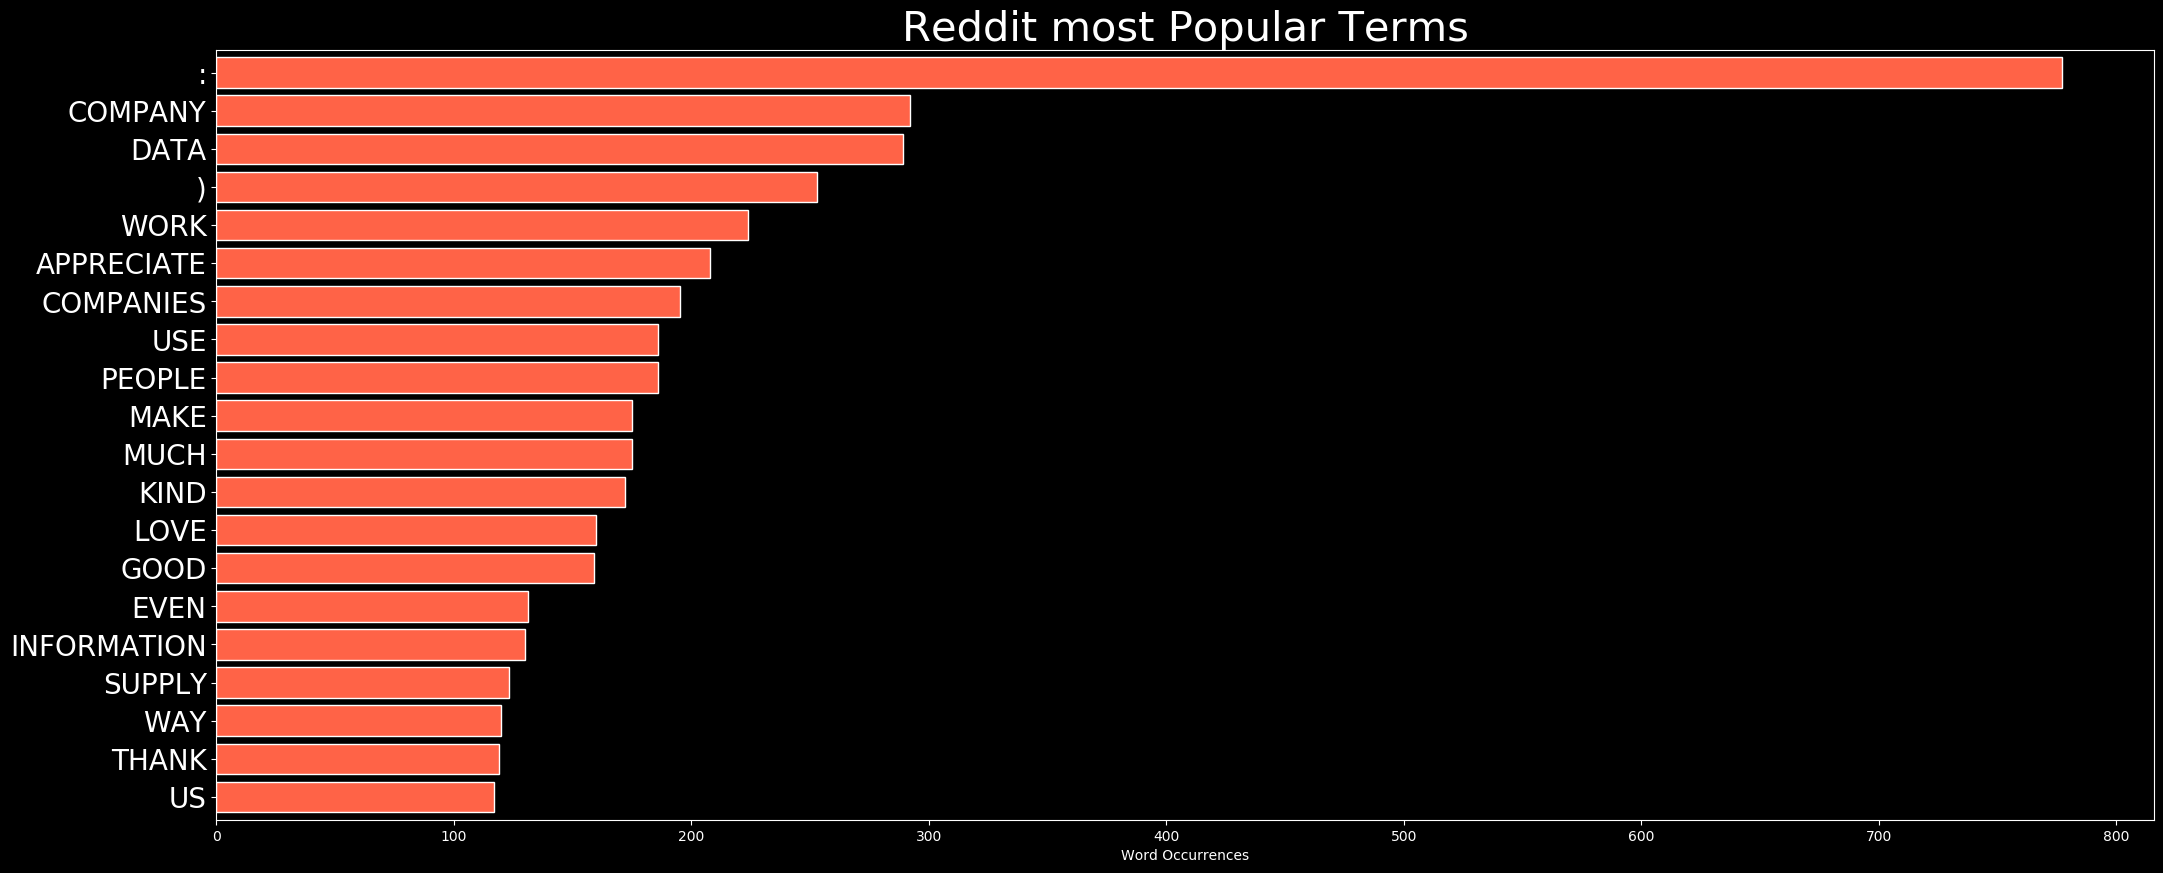 Reddit most Popular Terms
:
COMPANY
DATA
)
WORK
APPRECIATE
COMPANIES
USE
PEOPLE
MAKE
MUCH
KIND
LOVE
GOOD
EVEN
INFORMATION
SUPPLY
WAY
THANK
US
0 100 200 300 400 500 600 700 800
Word Occurrences